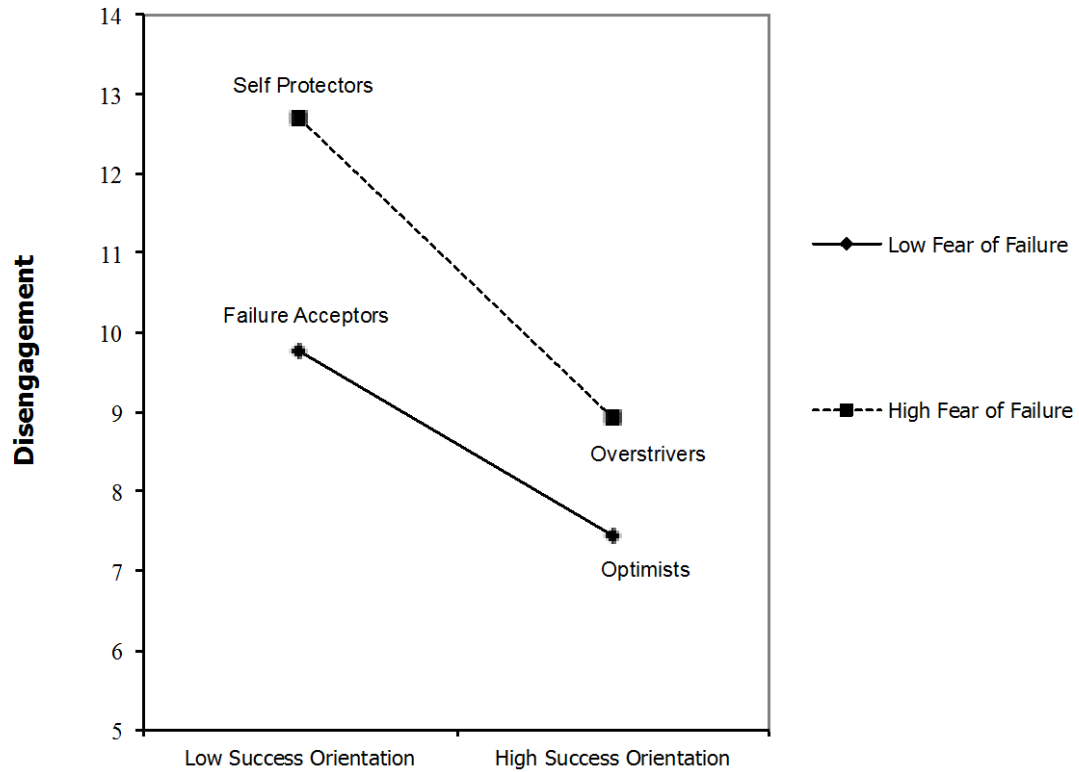 14
13
12
11
10
9
8
7
6
5
Disengagement
Self Protectors
Failure Acceptors
Overstrivers
Optimists
Low Success Orientation
High Success Orientation
Low Fear of Failure
High Fear of Failure